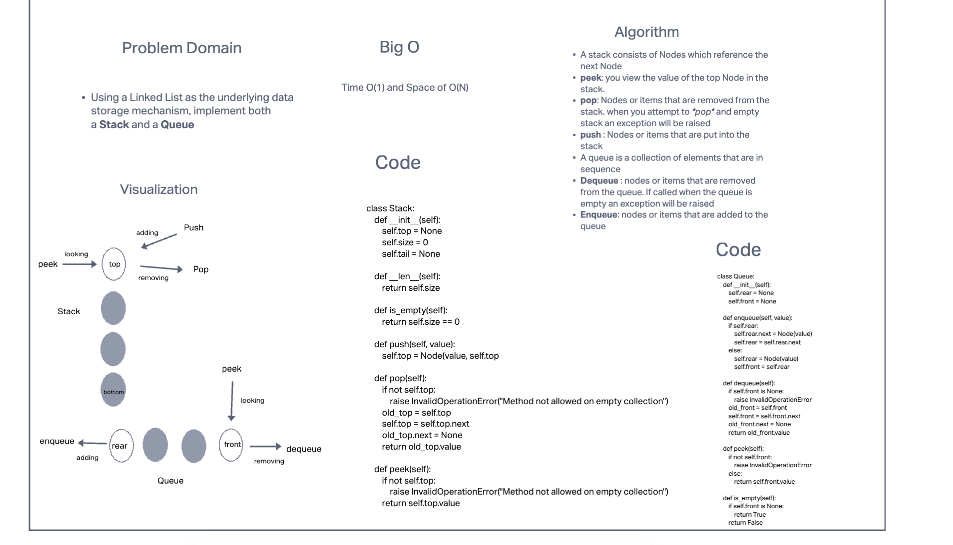 Problem Domain
• Using a Linked List as the underlying data
storage mechanism, implement both
a Stack and a Queue
Visualization
Push
adding
looking
peek
top
Pop
removing
Stack
bottom
peek
looking
enqueue
rear
front
dequeue
adding
removing
Queue
Big O
Time O(1) and Space of O(N)
Code
class Stack:
def __init__(self):
self.top = None
self.size = 0
self.tail = None
def __len__(self):
return self.size
def is_empty(self):
return self.size == 0
def push(self, value):
self.top = Node(value, self.top
def pop(self):
if not self.top:
raise InvalidOperationError("Method not allowed on empty collection")
old_top = self.top
self.top = self.top.next
old_top.next = None
return old_top.value
def peek(self):
if not self.top:
raise InvalidOperationError("Method not allowed on empty collection")
return self.top.value
Algorithm
• A stack consists of Nodes which reference the
next Node
• peek: you view the value of the top Node in the
stack.
• pop: Nodes or items that are removed from the
stack. when you attempt to *pop* and empty
stack an exception will be raised
• push : Nodes or items that are put into the
stack
• A queue is a collection of elements that are in
sequence
• Dequeue : nodes or items that are removed
from the queue. If called when the queue is
empty an exception will be raised
• Enqueue: nodes or items that are added to the
queue
Code
class Queue:
def __init__(self):
self.rear = None
self.front = None
def enqueue(self, value):
if self.rear:
self.rear.next = Node(value)
self.rear = self.rear.next
else:
self.rear = Node(value)
self.front = self.rear
def dequeue(self):
if self.front is None:
raise InvalidOperationError
old_front = self.front
self.front = self.front.next
old_front.next = None
return old_front.value
def peek(self):
if not self.front:
raise InvalidOperationError
else:
return self.front.value
def is_empty(self):
if self.front is None:
return True
return False